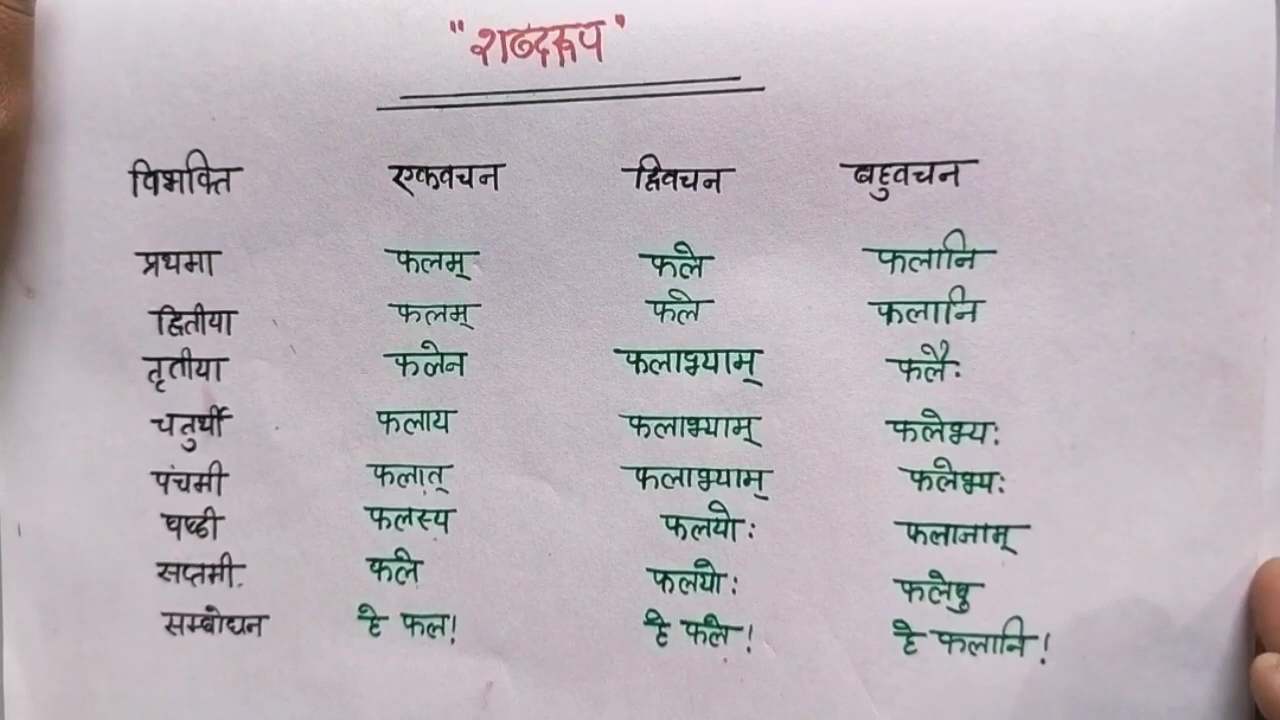 "शब्दरूप"
विभक्ति एकवचन द्विवचन बहुवचन
प्रथमा फलम् फले फलानि
द्वितीया फलम् फले फलानि
तृतीया फलेन फलाभ्याम् फलैः
चतुर्थी फलाय फलाभ्याम् फलेभ्यः
पंचमी फलात् फलाभ्याम् फलेभ्यः
षष्ठी फलस्य फलयोः फलानाम्
सप्तमी. फले फलयोः फलेषु
सम्बोधन हे फल! हे फले! हे फलानि!